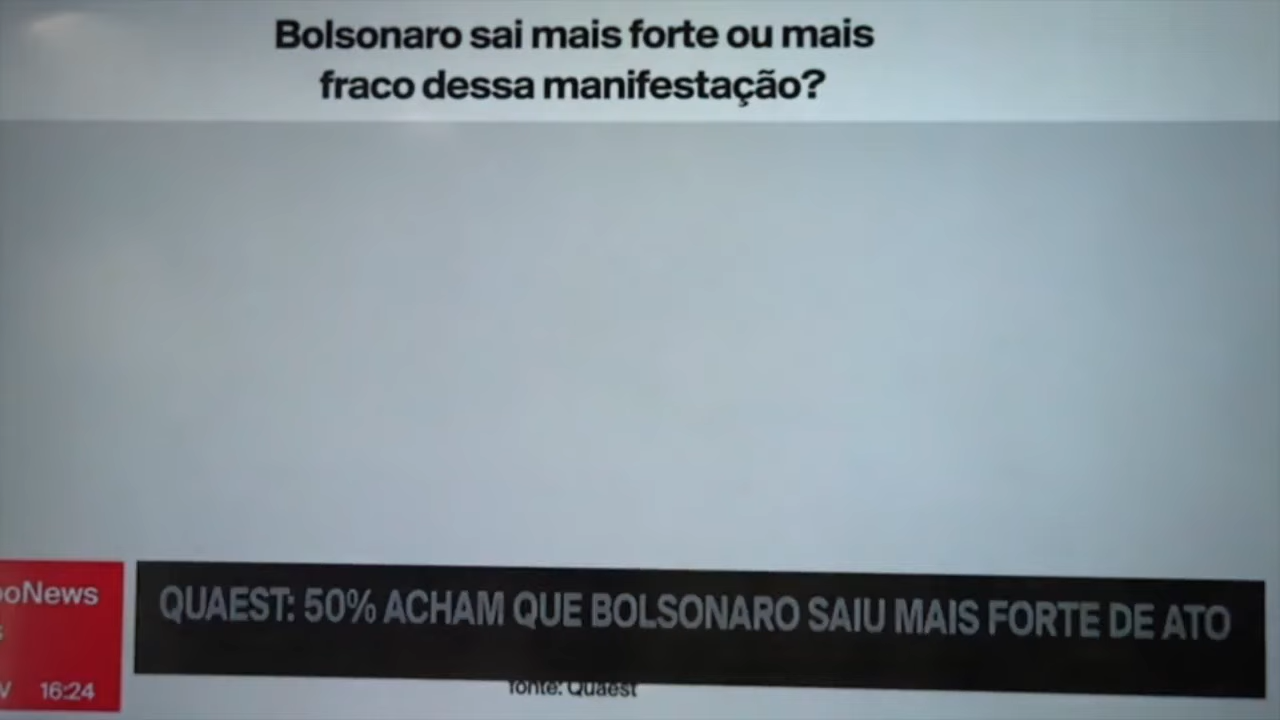 Bolsonaro sai mais forte ou mais
fraco dessa manifestação?
oNews
QUAEST: 50% ACHAM QUE BOLSONARO SAIU MAIS FORTE DE ATO
16:24
fonte: Quaest